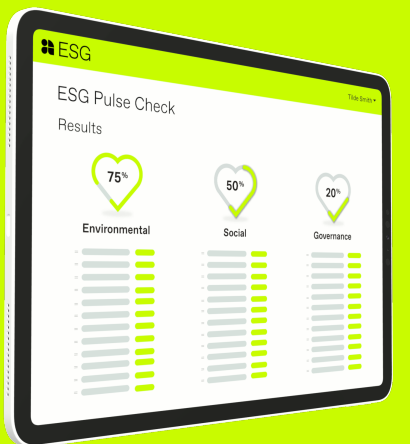 ESG
Tilde Smith
ESG Pulse Check
Results
75%
50%
20%
Environmental
Social
Governance